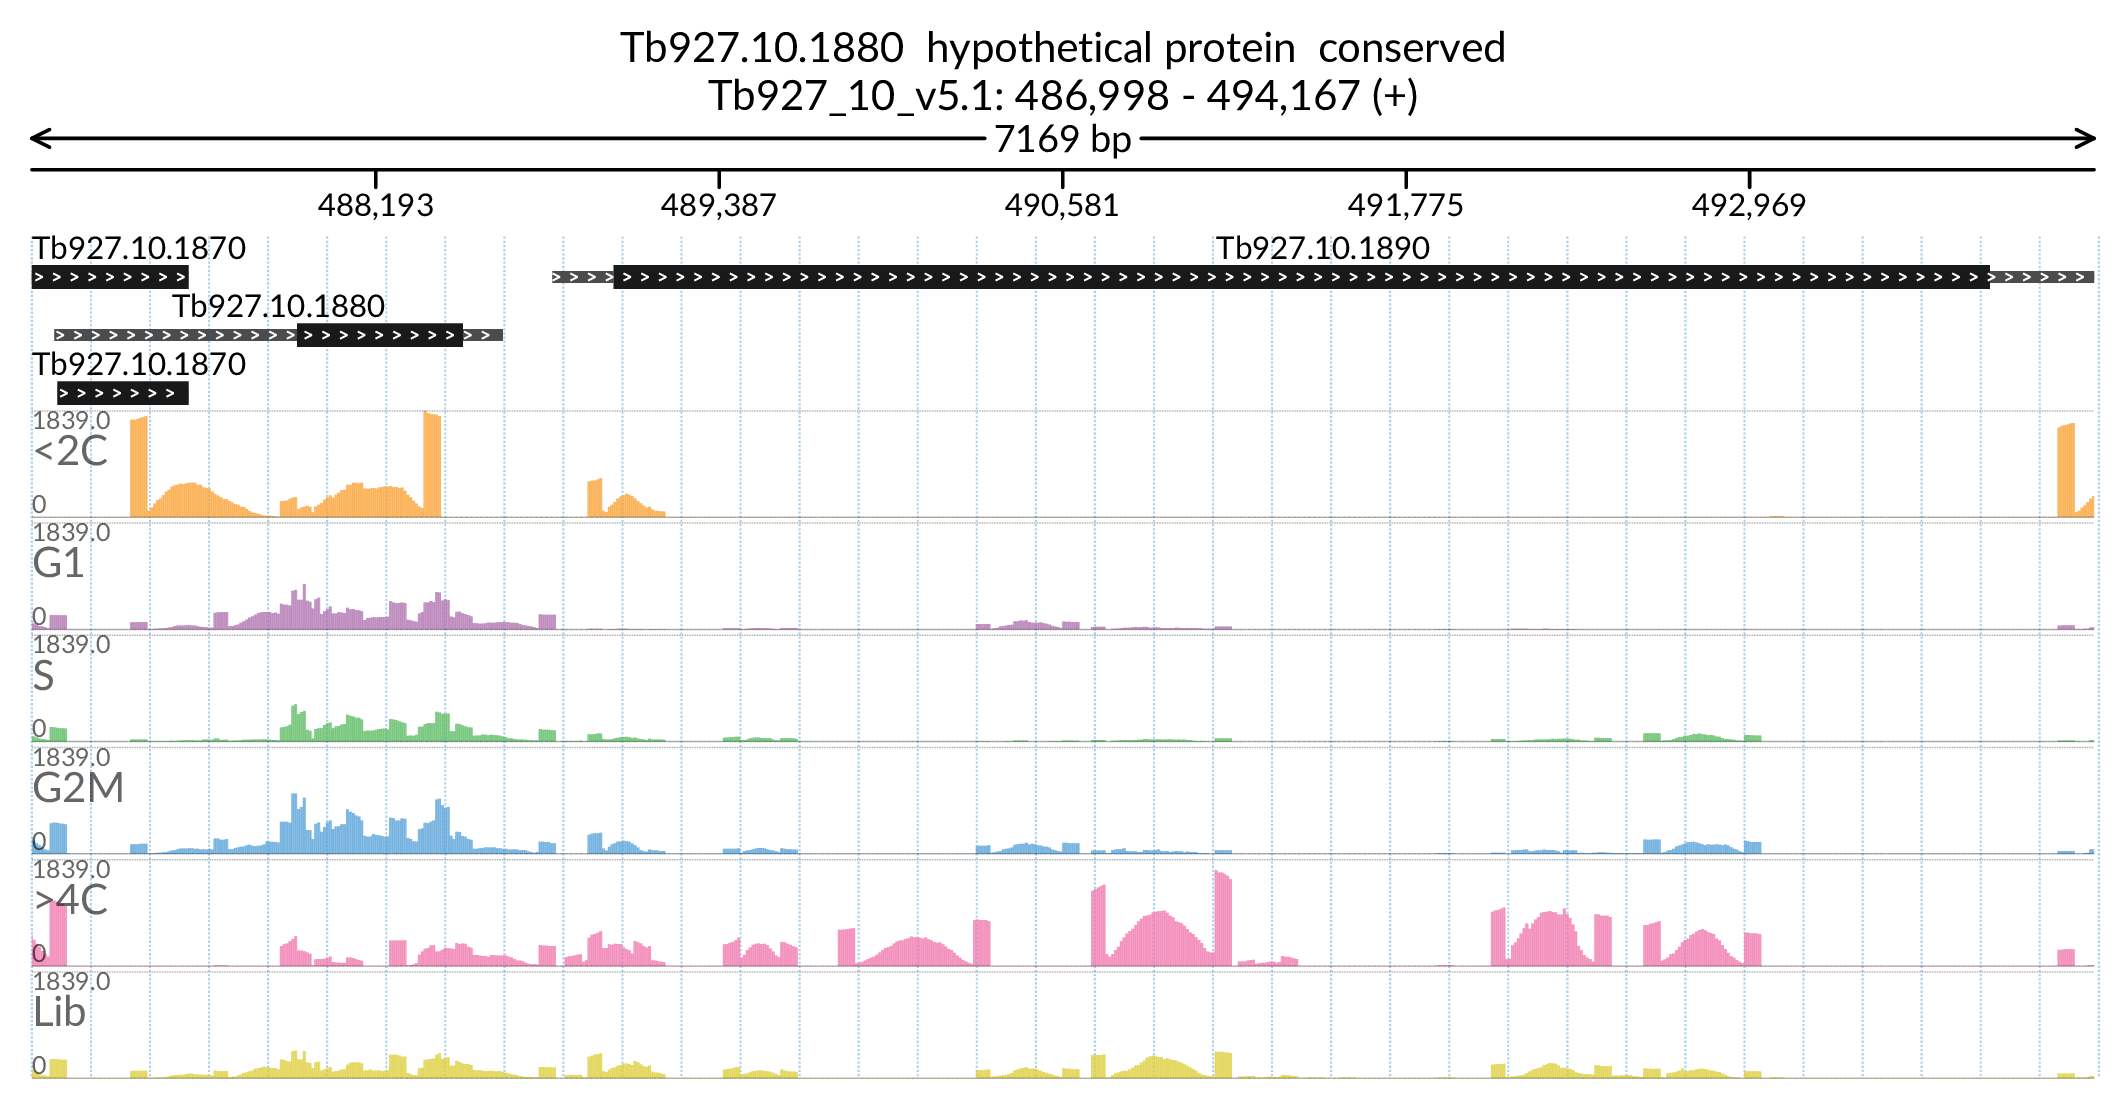 Tb927.10.1880  hypothetical protein  conserved
Tb927_10_v5.1: 486,998 - 494,167 (+)
7169 bp
488,193 489,387 490,581 491,775 492,969
Tb927.10.1870 Tb927.10.1890
Tb927.10.1880
Tb927.10.1870
1839.0
<2C
0
1839.0
G1
0
1839.0
S
0
1839.0
G2M
0
1839.0
>4C
0
1839.0
Lib
0